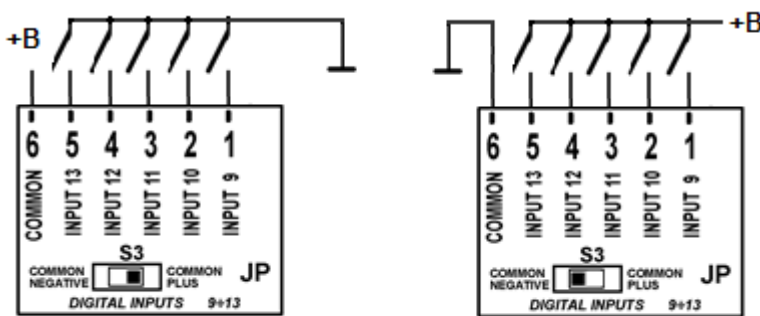 +B
6 5 4 3 2 1
COMMON INPUT 13 INPUT 12 INPUT 11 INPUT 10 INPUT 9
S3
COMMON NEGATIVE COMMON PLUS JP
DIGITAL INPUTS 9÷13
+B
6 5 4 3 2 1
COMMON INPUT 13 INPUT 12 INPUT 11 INPUT 10 INPUT 9
S3
COMMON NEGATIVE COMMON PLUS JP
DIGITAL INPUTS 9÷13